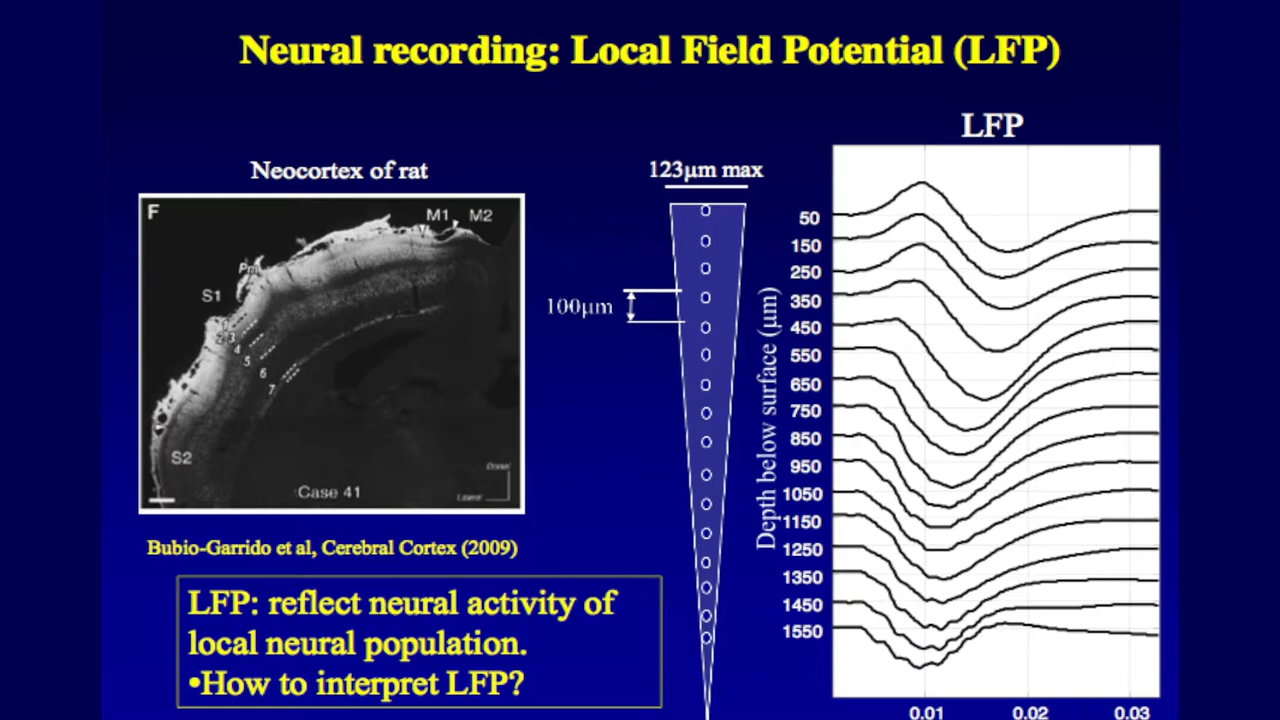 Neural recording: Local Field Potential (LFP)
LFP
Neocortex of rat
123μm max
F
M1 M2
Pm
S1
2 3
4
5
6
7
S2
Case 41
Dorsal
Lateral
100μm
Depth below surface (μm)
50
150
250
350
450
550
650
750
850
950
1050
1150
1250
1350
1450
1550
0.01 0.02 0.03
Bubio-Garrido et al, Cerebral Cortex (2009)
LFP: reflect neural activity of
local neural population.
•How to interpret LFP?